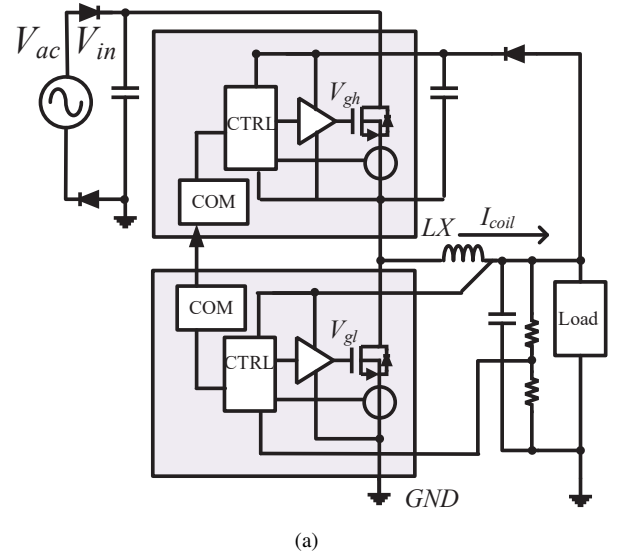 V_ac V_in
V_gh
CTRL
COM
LX I_coil
COM
V_gl
CTRL
Load
GND
(a)